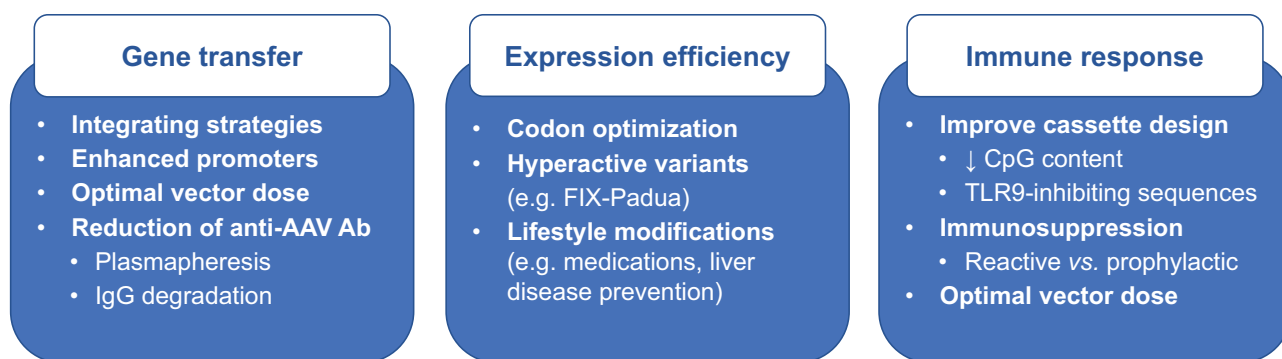 Gene transfer
• Integrating strategies
• Enhanced promoters
• Optimal vector dose
• Reduction of anti-AAV Ab
• Plasmapheresis
• IgG degradation
Expression efficiency
• Codon optimization
• Hyperactive variants
(e.g. FIX-Padua)
• Lifestyle modifications
(e.g. medications, liver
disease prevention)
Immune response
• Improve cassette design
• ↓ CpG content
• TLR9-inhibiting sequences
• Immunosuppression
• Reactive vs. prophylactic
• Optimal vector dose